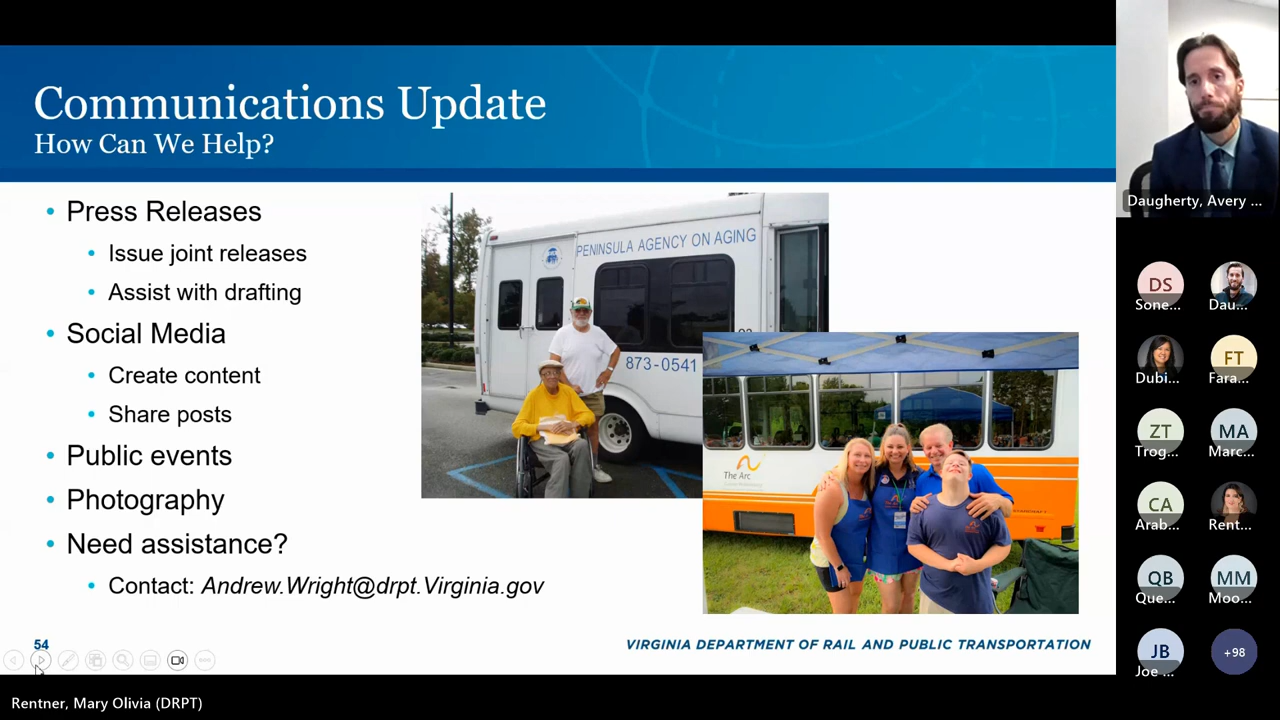 Communications Update
How Can We Help?
• Press Releases
• Issue joint releases
• Assist with drafting
• Social Media
• Create content
• Share posts
• Public events
• Photography
• Need assistance?
• Contact: Andrew.Wright@drpt.Virginia.gov
PENINSULA AGENCY ON AGING
873-0541
The Arc
54
VIRGINIA DEPARTMENT OF RAIL AND PUBLIC TRANSPORTATION
Rentner, Mary Olivia (DRPT)
Daugherty, Avery ...
DS
Sone...
Dau...
Dubi...
FT
Fara...
ZT
Trog...
MA
Marc...
CA
Arab...
Rent...
QB
Que...
MM
Moo...
JB
Joe ...
+98